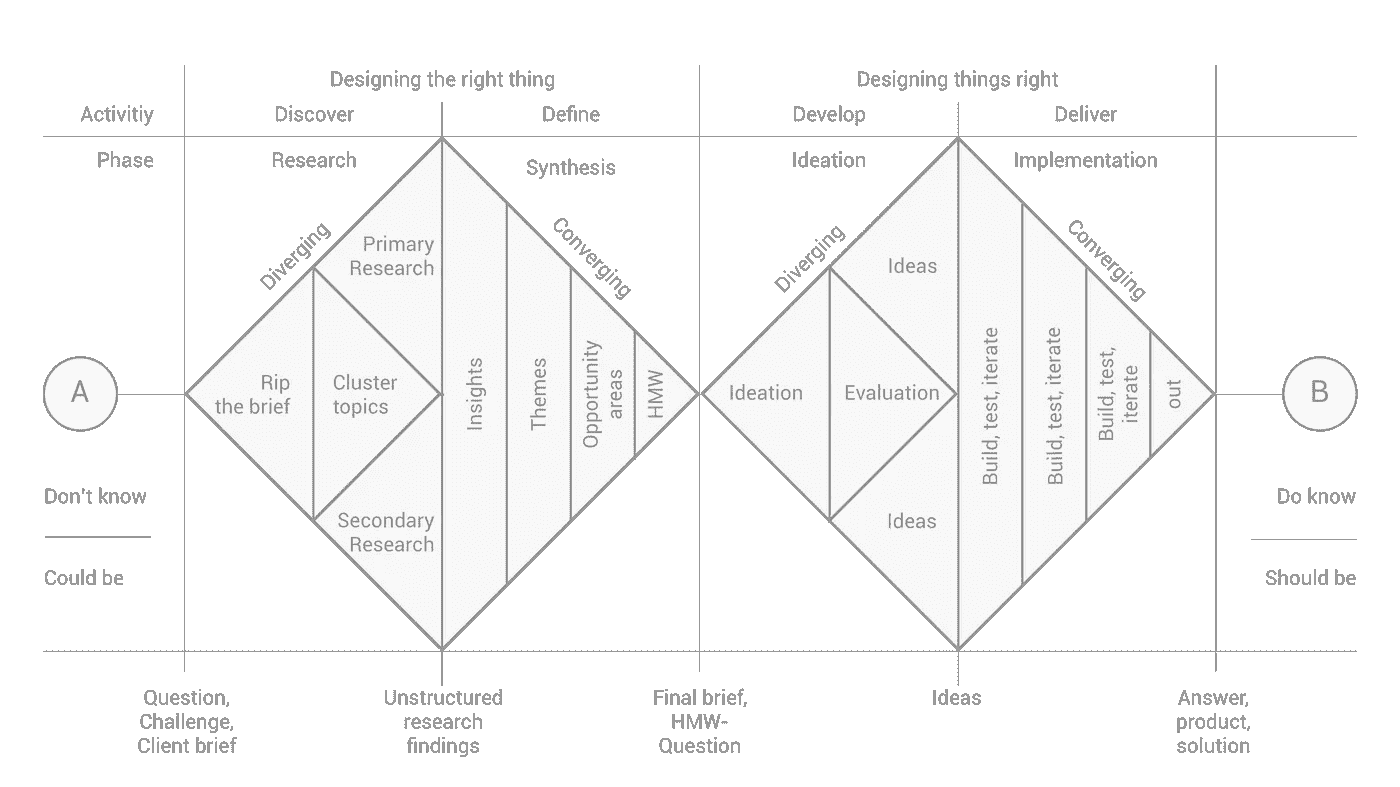 Designing the right thing
Designing things right
Activitiy
Discover
Define
Develop
Deliver
Phase
Research
Synthesis
Ideation
Implementation
Diverging
Converging
Diverging
Converging
Primary
Research
Rip
the brief
Cluster
topics
Secondary
Research
Insights
Themes
Opportunity
areas
HMW
Ideas
Ideation
Evaluation
Ideas
Build, test, iterate
Build, test, iterate
Build, test,
iterate
out
A
B
Don't know
Could be
Do know
Should be
Question,
Challenge,
Client brief
Unstructured
research
findings
Final brief,
HMW-
Question
Ideas
Answer,
product,
solution